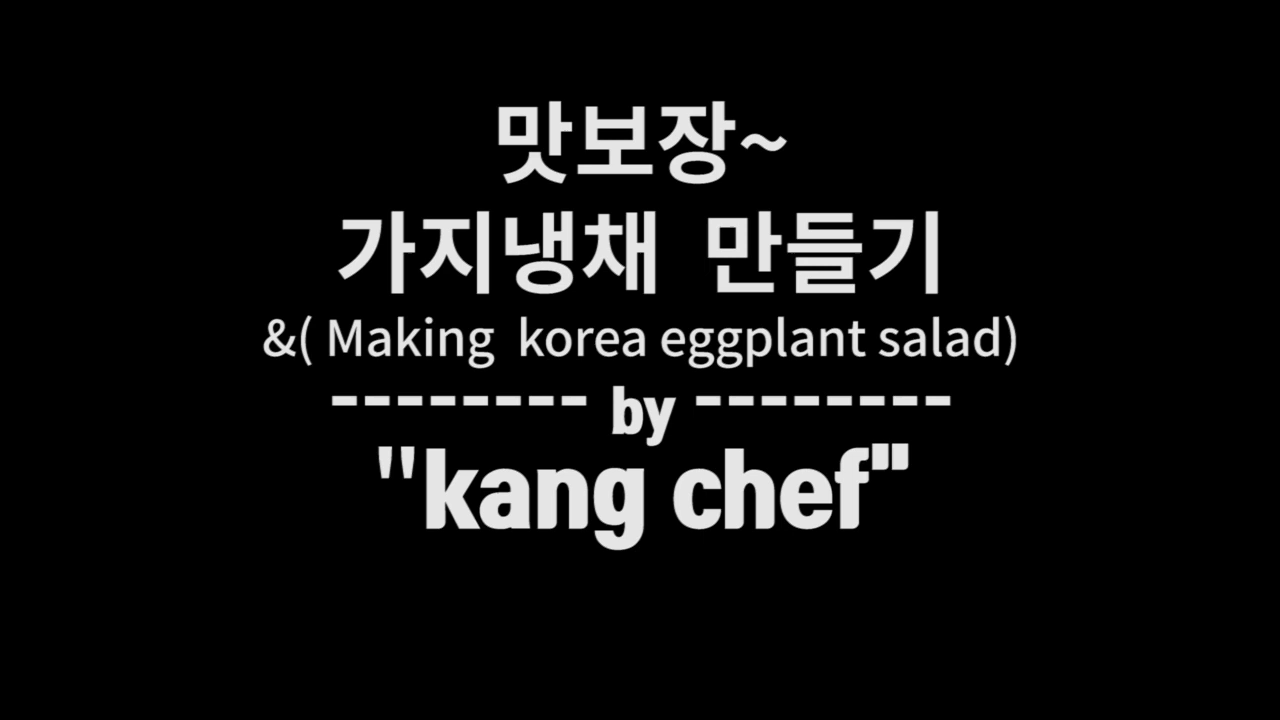 맛보장~
가지냉채 만들기
&( Making korea eggplant salad)
-------- by --------
"kang chef"